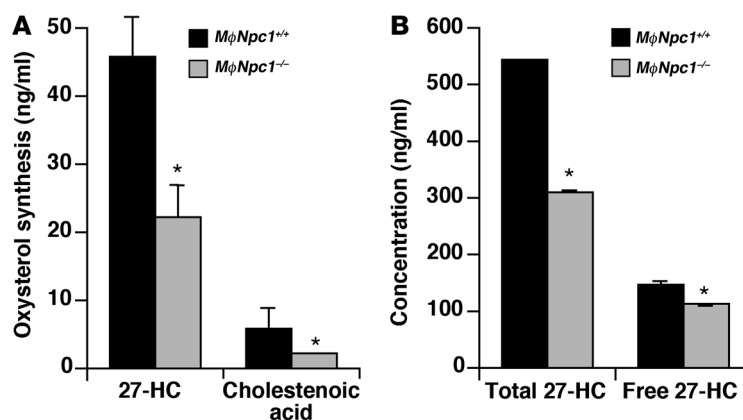 A
Oxysterol synthesis (ng/ml)
50
40
30
20
10
0
MϕNpc1+/+
MϕNpc1−/−
*
*
27-HC
Cholestenoic
acid
B
Concentration (ng/ml)
600
500
400
300
200
100
0
MϕNpc1+/+
MϕNpc1−/−
*
*
Total 27-HC
Free 27-HC